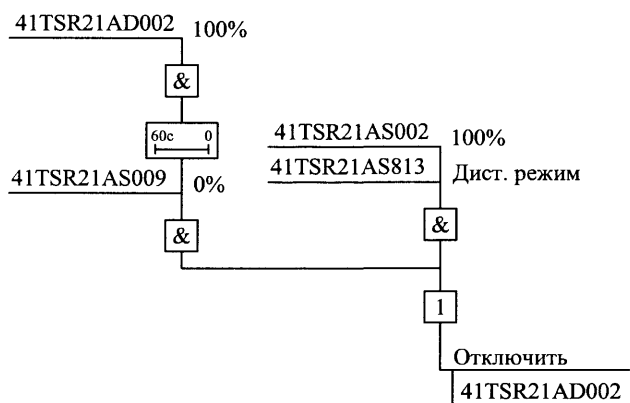 41TSR21AD002 100%
&
60с 0
41TSR21AS002 100%
41TSR21AS813 Дист. режим
41TSR21AS009 0%
& &
1
Отключить
41TSR21AD002